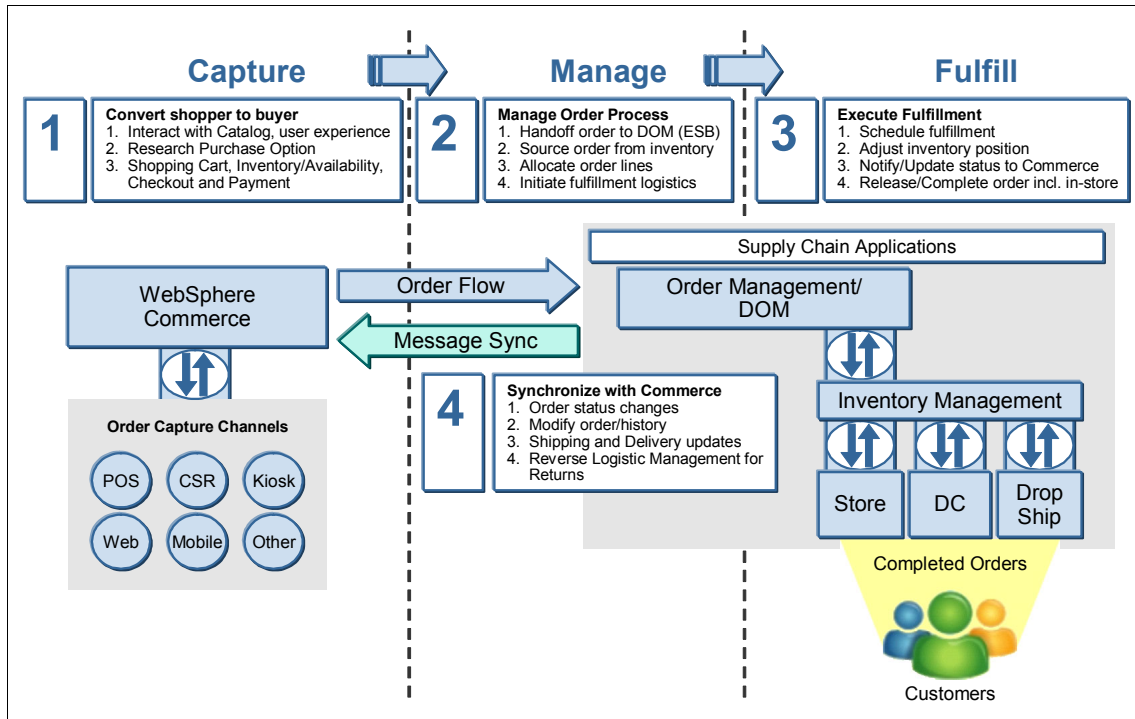 Capture
Manage
Fulfill
1
Convert shopper to buyer
1. Interact with Catalog, user experience
2. Research Purchase Option
3. Shopping Cart, Inventory/Availability,
Checkout and Payment
2
Manage Order Process
1. Handoff order to DOM (ESB)
2. Source order from inventory
3. Allocate order lines
4. Initiate fulfillment logistics
3
Execute Fulfillment
1. Schedule fulfillment
2. Adjust inventory position
3. Notify/Update status to Commerce
4. Release/Complete order incl. in-store
Supply Chain Applications
WebSphere
Commerce
Order Flow
Order Management/
DOM
Message Sync
4
Synchronize with Commerce
1. Order status changes
2. Modify order/history
3. Shipping and Delivery updates
4. Reverse Logistic Management for
Returns
Inventory Management
Order Capture Channels
POS
CSR
Kiosk
Web
Mobile
Other
Store
DC
Drop
Ship
Completed Orders
Customers